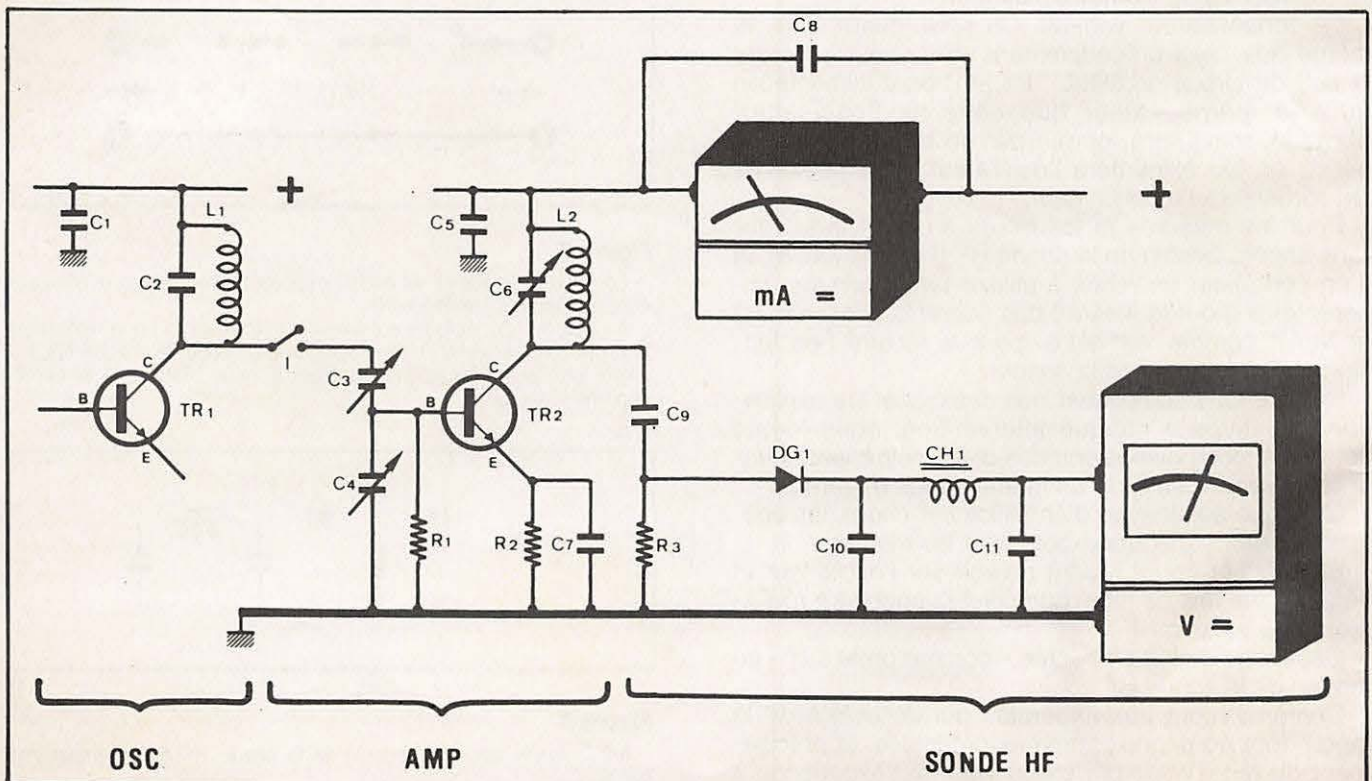 C8
+
mA =
+
C1
L1
C2
C5
L2
C6
I
C
B
TR1
E
C3
C4
C
B
TR2
E
C9
R1
R2
C7
R3
DG1
CH1
C10
C11
V =
OSC
AMP
SONDE HF